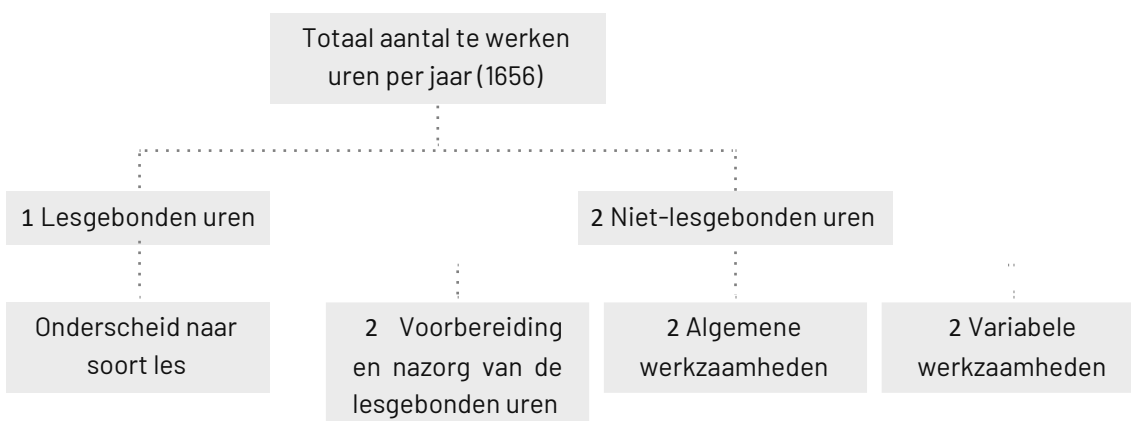 Totaal aantal te werken
uren per jaar (1656)
1 Lesgebonden uren
2 Niet-lesgebonden uren
Onderscheid naar
soort les
2 Voorbereiding
en nazorg van de
lesgebonden uren
2 Algemene
werkzaamheden
2 Variabele
werkzaamheden